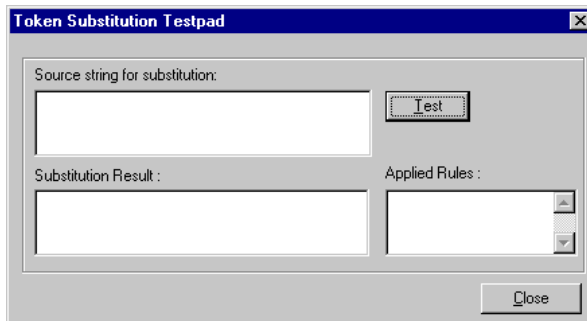 Token Substitution Testpad
Source string for substitution:
Test
Substitution Result :
Applied Rules :
Close